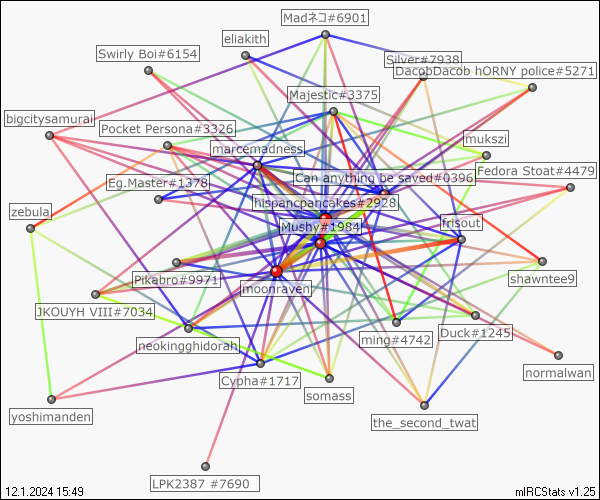 Madネコ#6901
eliakith
Swirly Boi#6154
Silver#7938
DacobDacob hORNY police#5271
Majestic#3375
bigcitysamurai
Pocket Persona#3326
mukszi
marcemadness
Fedora Stoat#4479
Can anything be saved#0396
Eg.Master#1378
hispancpancakes#2928
zebula
Mushy#1984
frisout
Pikabro#9971
shawntee9
moonraven
JKOUYH VIII#7034
Duck#1245
ming#4742
neokingghidorah
normalwan
Cypha#1717
somass
yoshimanden
the_second_twat
LPK2387 #7690
12.1.2024 15:49
mIRCStats v1.25